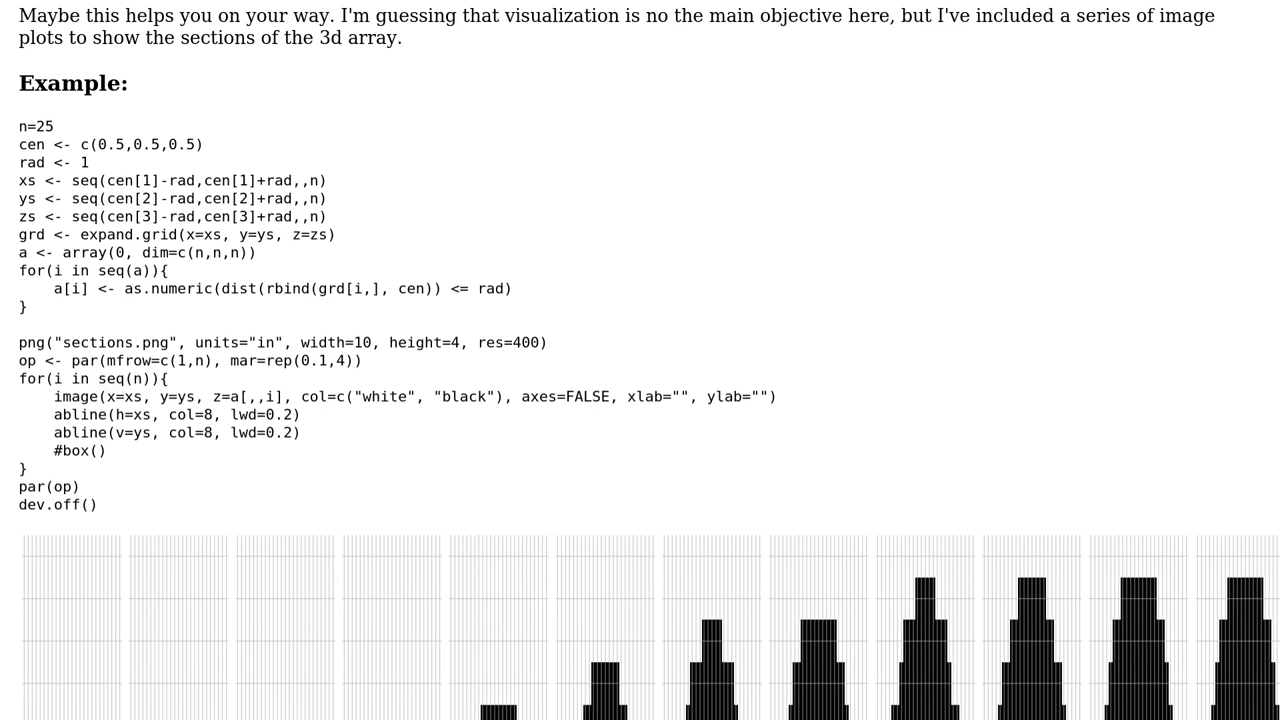 Maybe this helps you on your way. I'm guessing that visualization is no the main objective here, but I've included a series of image
plots to show the sections of the 3d array.
Example:
n=25
cen <- c(0.5,0.5,0.5)
rad <- 1
xs <- seq(cen[1]-rad,cen[1]+rad,,n)
ys <- seq(cen[2]-rad,cen[2]+rad,,n)
zs <- seq(cen[3]-rad,cen[3]+rad,,n)
grd <- expand.grid(x=xs, y=ys, z=zs)
a <- array(0, dim=c(n,n,n))
for(i in seq(a)){
    a[i] <- as.numeric(dist(rbind(grd[i,], cen)) <= rad)
}
png("sections.png", units="in", width=10, height=4, res=400)
op <- par(mfrow=c(1,n), mar=rep(0.1,4))
for(i in seq(n)){
    image(x=xs, y=ys, z=a[,,i], col=c("white", "black"), axes=FALSE, xlab="", ylab="")
    abline(h=xs, col=8, lwd=0.2)
    abline(v=ys, col=8, lwd=0.2)
    #box()
}
par(op)
dev.off()